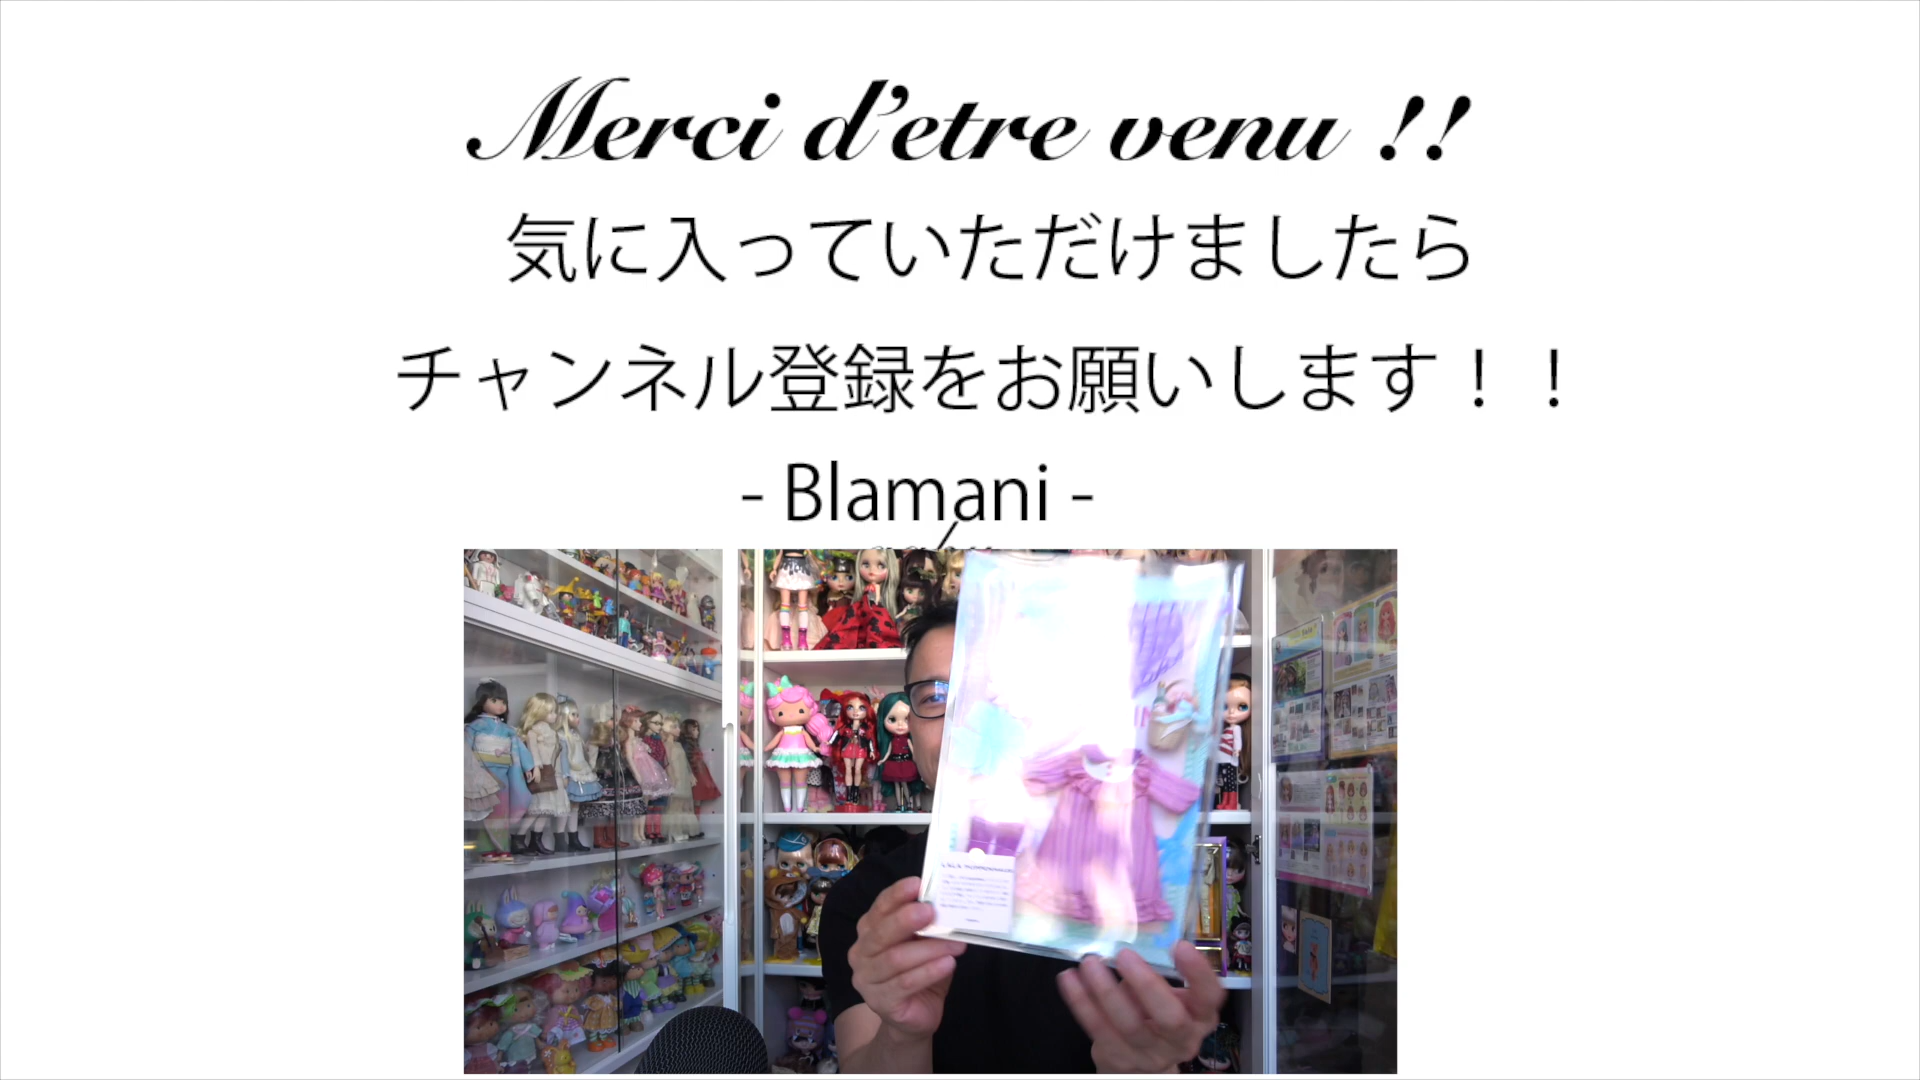 Merci d'etre venu !!
気に入っていただけましたら
チャンネル登録をお願いします！！
- Blamani -